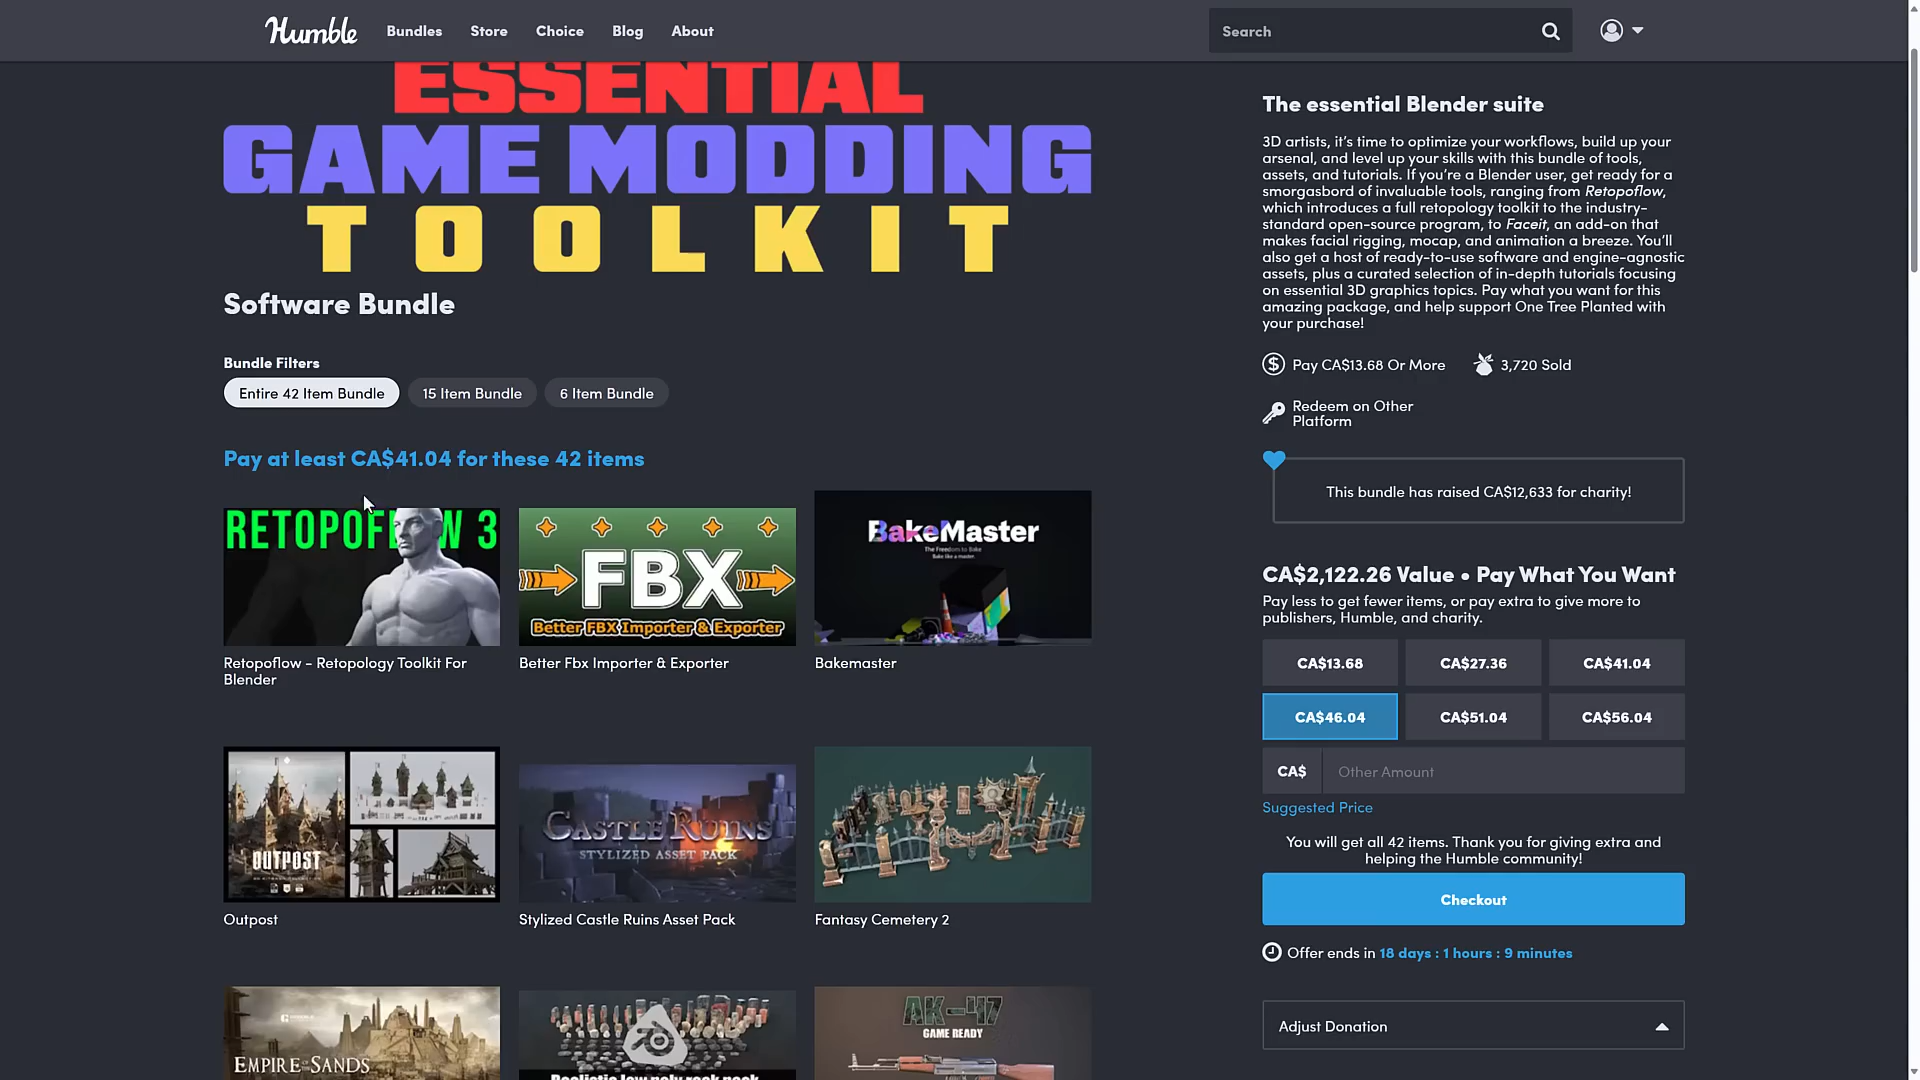 Humble
Bundles
Store
Choice
Blog
About
Search
ESSENTIAL
GAME MODDING
TOOLKIT
Software Bundle
Bundle Filters
Entire 42 Item Bundle
15 Item Bundle
6 Item Bundle
Pay at least CA$41.04 for these 42 items
RETOPOFLOW 3
Retopoflow - Retopology Toolkit For
Blender
FBX
Better FBX Importer & Exporter
Better Fbx Importer & Exporter
BakeMaster
The Freedom to Bake
Bake like a master.
Bakemaster
OUTPOST
Outpost
CASTLE RUINS
STYLIZED ASSET PACK
Stylized Castle Ruins Asset Pack
Fantasy Cemetery 2
EMPIRE OF SANDS
Realistic low poly rock pack
AK-47
GAME READY
The essential Blender suite
3D artists, it’s time to optimize your workflows, build up your
arsenal, and level up your skills with this bundle of tools,
assets, and tutorials. If you’re a Blender user, get ready for a
smorgasbord of invaluable tools, ranging from Retopoflow,
which introduces a full retopology toolkit to the industry-
standard open-source program, to Faceit, an add-on that
makes facial rigging, mocap, and animation a breeze. You’ll
also get a host of ready-to-use software and engine-agnostic
assets, plus a curated selection of in-depth tutorials focusing
on essential 3D graphics topics. Pay what you want for this
amazing package, and help support One Tree Planted with
your purchase!
Pay CA$13.68 Or More
3,720 Sold
Redeem on Other
Platform
This bundle has raised CA$12,633 for charity!
CA$2,122.26 Value • Pay What You Want
Pay less to get fewer items, or pay extra to give more to
publishers, Humble, and charity.
CA$13.68
CA$27.36
CA$41.04
CA$46.04
CA$51.04
CA$56.04
CA$
Other Amount
Suggested Price
You will get all 42 items. Thank you for giving extra and
helping the Humble community!
Checkout
Offer ends in 18 days : 1 hours : 9 minutes
Adjust Donation